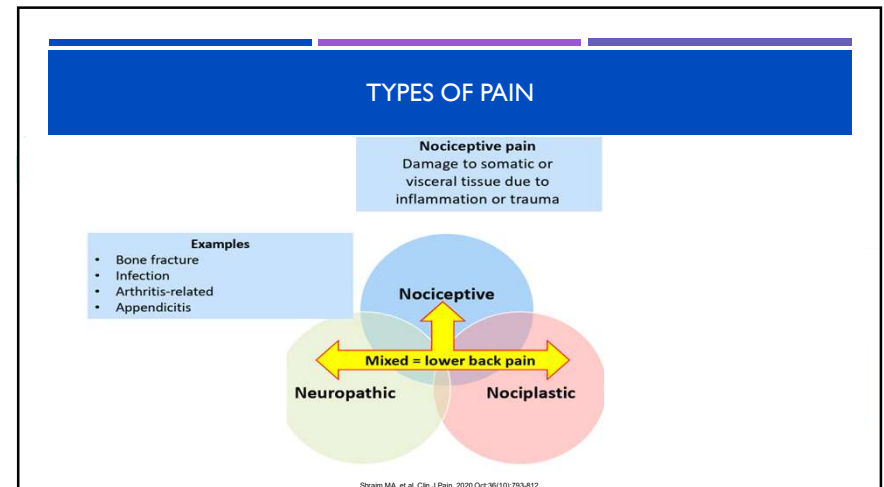 TYPES OF PAIN
Nociceptive pain
Damage to somatic or
visceral tissue due to
inflammation or trauma
Examples
• Bone fracture
• Infection
• Arthritis-related
• Appendicitis
Nociceptive
Mixed = lower back pain
Neuropathic
Nociplastic
Shraim MA, et al. Clin J Pain. 2020 Oct;36(10):793-812